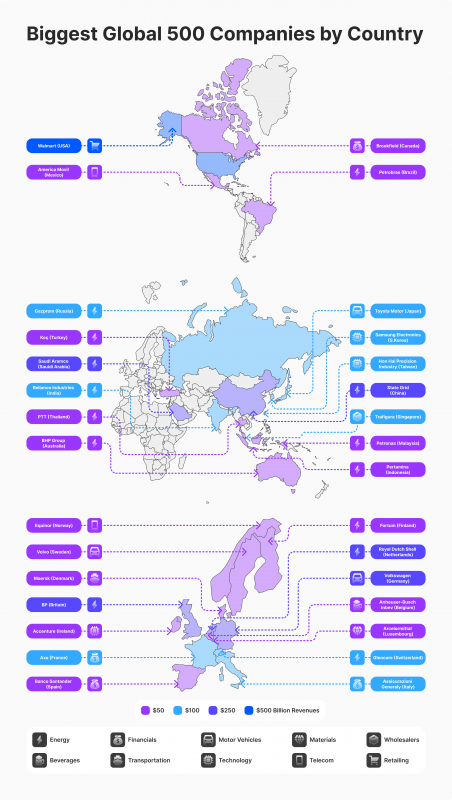 Biggest Global 500 Companies by Country
Walmart (USA)
Brookfield (Canada)
America Movil
(Mexico)
Petrobras (Brazil)
Gazprom (Russia)
Toyota Motor (Japan)
Koç (Turkey)
Samsung Electronics
(S.Korea)
Saudi Aramco
(Saudi Arabia)
Hon Hai Precision
Industry (Taiwan)
Reliance Industries
(India)
State Grid
(China)
PTT (Thailand)
Trafigura (Singapore)
BHP Group
(Australia)
Petronas (Malaysia)
Pertamina
(Indonesia)
Equinor (Norway)
Fortum (Finland)
Volvo (Sweden)
Royal Dutch Shell
(Netherlands)
Maersk (Denmark)
Volkswagen
(Germany)
BP (Britain)
Anheuser-Busch
Inbev (Belgium)
Accenture (Ireland)
Arcelormittal
(Luxembourg)
Axa (France)
Glencore (Switzerland)
Banco Santander
(Spain)
Assicurazioni
Generaly (Italy)
$50
$100
$250
$500 Billion Revenues
Energy
Financials
Motor Vehicles
Materials
Wholesalers
Beverages
Transportation
Technology
Telecom
Retailing